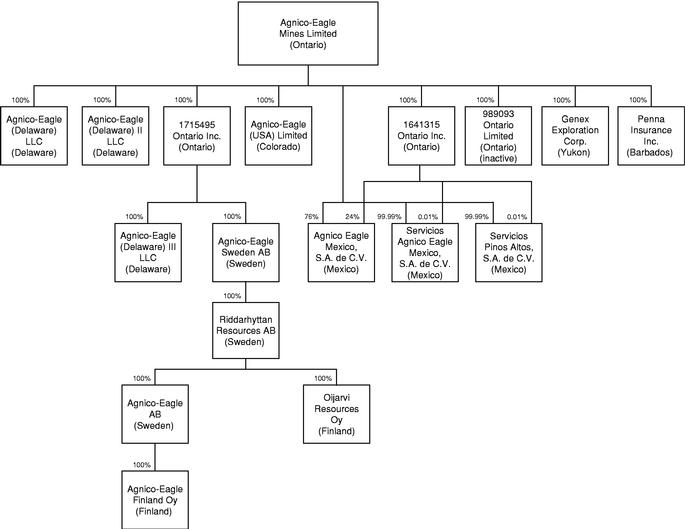 Agnico-Eagle
Mines Limited
(Ontario)
100%
100%
100%
100%
100%
100%
100%
100%
Agnico-Eagle
(Delaware)
LLC
(Delaware)
Agnico-Eagle
(Delaware) II
LLC
(Delaware)
1715495
Ontario Inc.
(Ontario)
Agnico-Eagle
(USA) Limited
(Colorado)
1641315
Ontario Inc.
(Ontario)
989093
Ontario
Limited
(Ontario)
(inactive)
Genex
Exploration
Corp.
(Yukon)
Penna
Insurance
Inc.
(Barbados)
100%
100%
76%
24%
99.99%
0.01%
99.99%
0.01%
Agnico-Eagle
(Delaware) III
LLC
(Delaware)
Agnico-Eagle
Sweden AB
(Sweden)
Agnico Eagle
Mexico,
S.A. de C.V.
(Mexico)
Servicios
Agnico Eagle
Mexico,
S.A. de C.V.
(Mexico)
Servicios
Pinos Altos,
S.A. de C.V.
(Mexico)
100%
Riddarhyttan
Resources AB
(Sweden)
100%
100%
Agnico-Eagle
AB
(Sweden)
Oijarvi
Resources
Oy
(Finland)
100%
Agnico-Eagle
Finland Oy
(Finland)